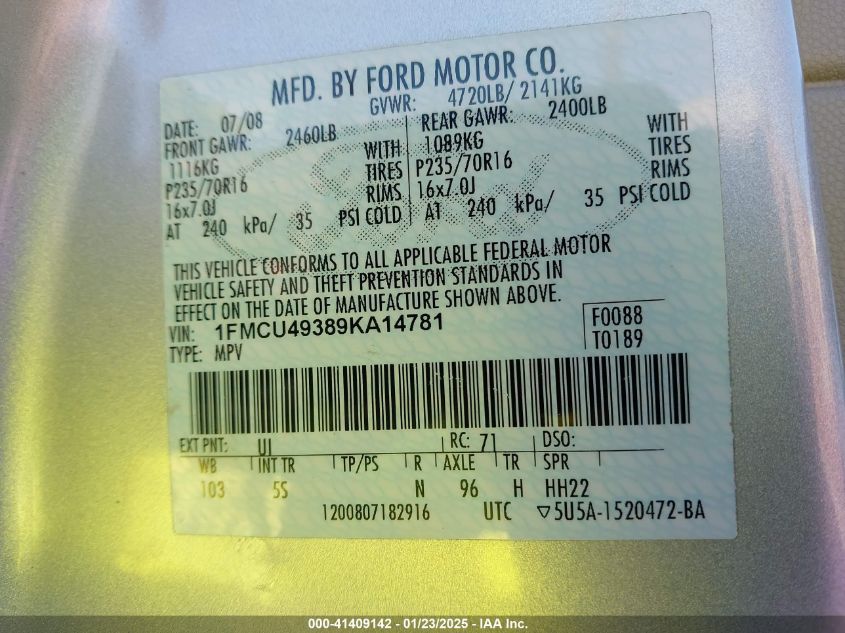 MFD. BY FORD MOTOR CO.
GVWR: 4720LB/ 2141KG
DATE: 07/08
FRONT GAWR: 2460LB
1116KG WITH
P235/70R16 TIRES
16x7.0J RIMS
AT 240 kPa/ 35 PSI COLD
REAR GAWR: 2400LB
1089KG WITH
P235/70R16 TIRES
16x7.0J RIMS
AT 240 kPa/ 35 PSI COLD
THIS VEHICLE CONFORMS TO ALL APPLICABLE FEDERAL MOTOR
VEHICLE SAFETY AND THEFT PREVENTION STANDARDS IN
EFFECT ON THE DATE OF MANUFACTURE SHOWN ABOVE.
VIN: 1FMCU49389KA14781
TYPE: MPV
F0088
T0189
EXT PNT: UI RC: 71 DSO:
WB INT TR TP/PS R AXLE TR SPR
103 5S N 96 H HH22
1200807182916 UTC ▽5U5A-1520472-BA
000-41409142 - 01/23/2025 - IAA Inc.